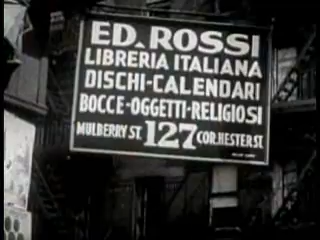 ED. ROSSI
LIBRERIA ITALIANA
DISCHI-CALENDARI
BOCCE-OGGETTI-RELIGIOSI
MULBERRY ST. 127 COR. HESTER ST.